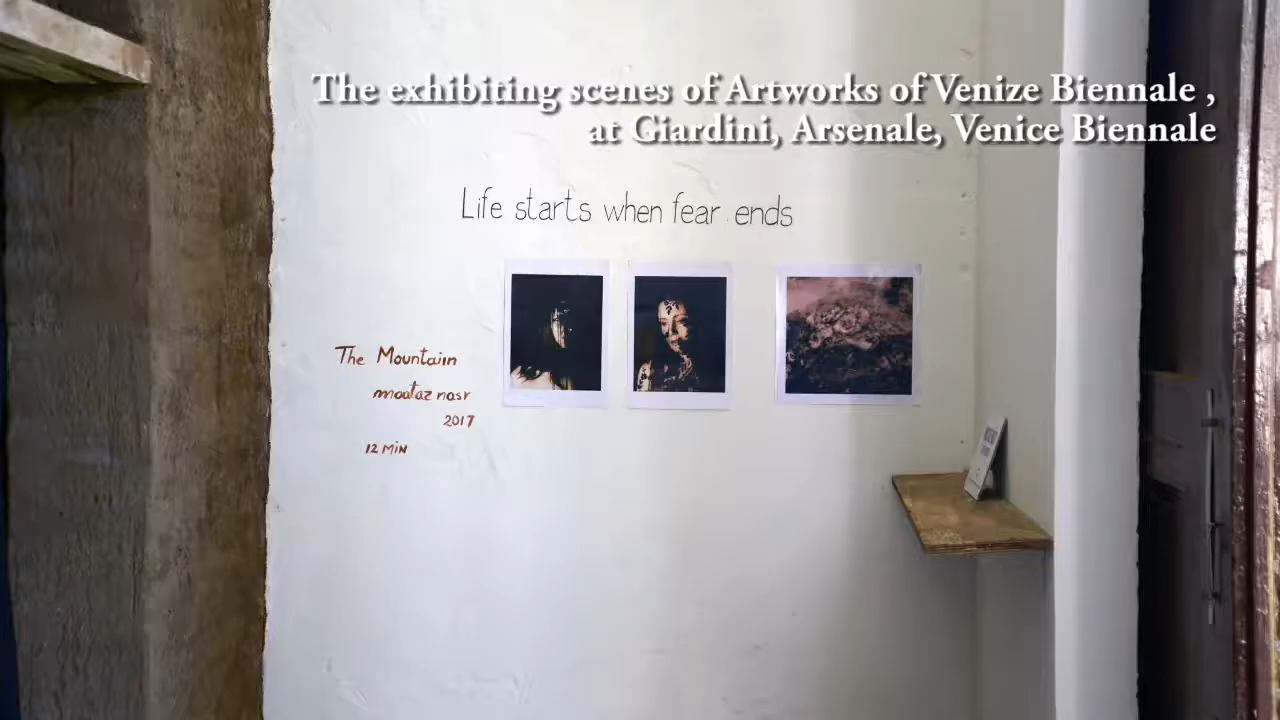 The exhibiting scenes of Artworks of Venize Biennale ,
at Giardini, Arsenale, Venice Biennale
Life starts when fear ends
The Mountain
moataz nasr
2017
12 MiN